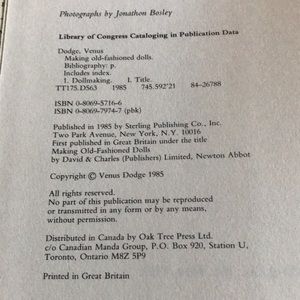 Photographs by Jonathon Bosley
Library of Congress Cataloging in Publication Data
Dodge, Venus
Making old-fashioned dolls.
Bibliography: p.
Includes index.
1. Dollmaking. I. Title.
TT175.D563 1985 745.592'21 84-26788
ISBN 0-8069-5716-6
ISBN 0-8069-7974-7 (pbk)
Published in 1985 by Sterling Publishing Co., Inc.
Two Park Avenue, New York, N.Y. 10016
First published in Great Britain under the title
Making Old-Fashioned Dolls
by David & Charles (Publishers) Limited, Newton Abbot
Copyright © Venus Dodge 1985
All rights reserved.
No part of this publication may be reproduced
or transmitted in any form or by any means,
without permission.
Distributed in Canada by Oak Tree Press Ltd.
c/o Canadian Manda Group, P.O. Box 920, Station U,
Toronto, Ontario M8Z 5P9
Printed in Great Britain